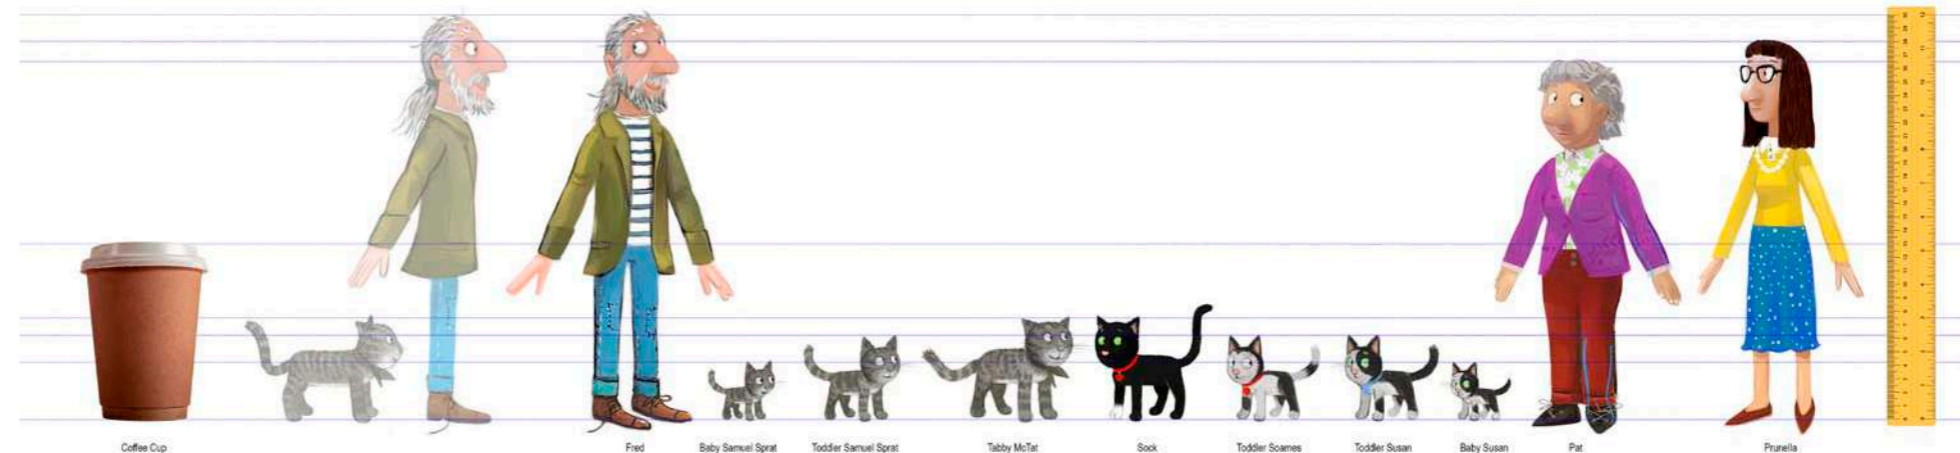 Coffee Cup
Fred
Baby Samuel Sprat
Toddler Samuel Sprat
Tabby McTat
Sock
Toddler Soames
Toddler Susan
Baby Susan
Pat
Prunella